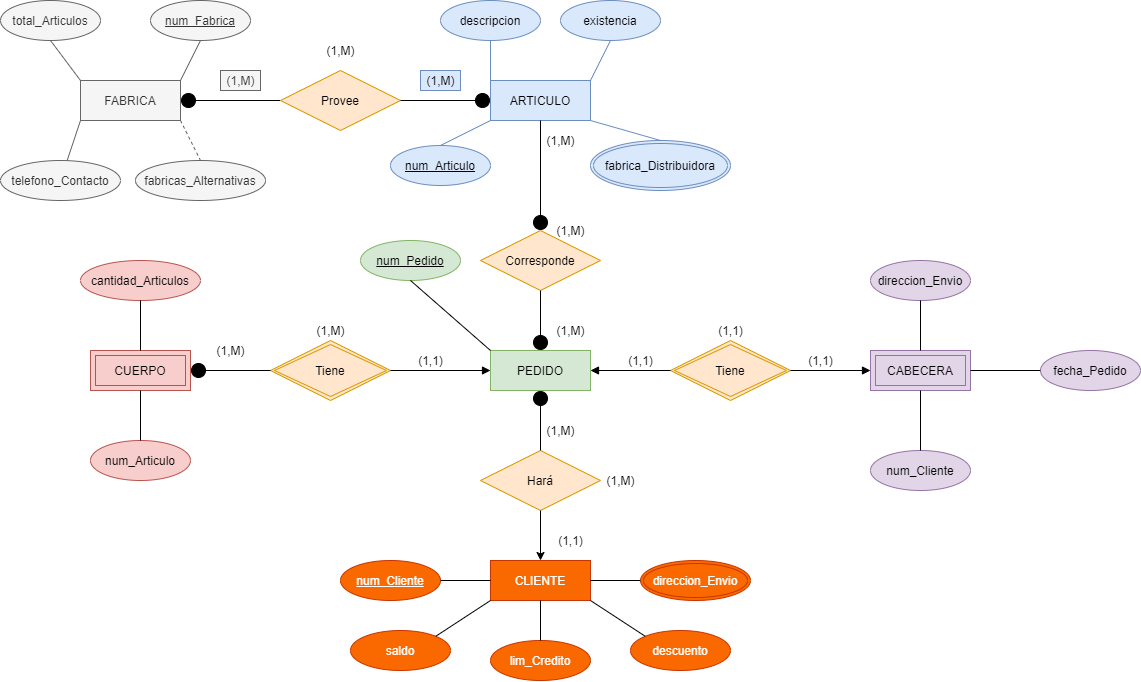 total_Articulos
num_Fabrica
descripcion
existencia
(1,M)
(1,M)
(1,M)
FABRICA
Provee
ARTICULO
(1,M)
telefono_Contacto
fabricas_Alternativas
num_Articulo
fabrica_Distribuidora
(1,M)
Corresponde
num_Pedido
cantidad_Articulos
direccion_Envio
(1,M)
(1,M)
(1,1)
(1,M)
(1,1)
(1,1)
(1,1)
CUERPO
Tiene
PEDIDO
Tiene
CABECERA
fecha_Pedido
(1,M)
num_Articulo
num_Cliente
Hará
(1,M)
(1,1)
num_Cliente
CLIENTE
direccion_Envio
saldo
lim_Credito
descuento